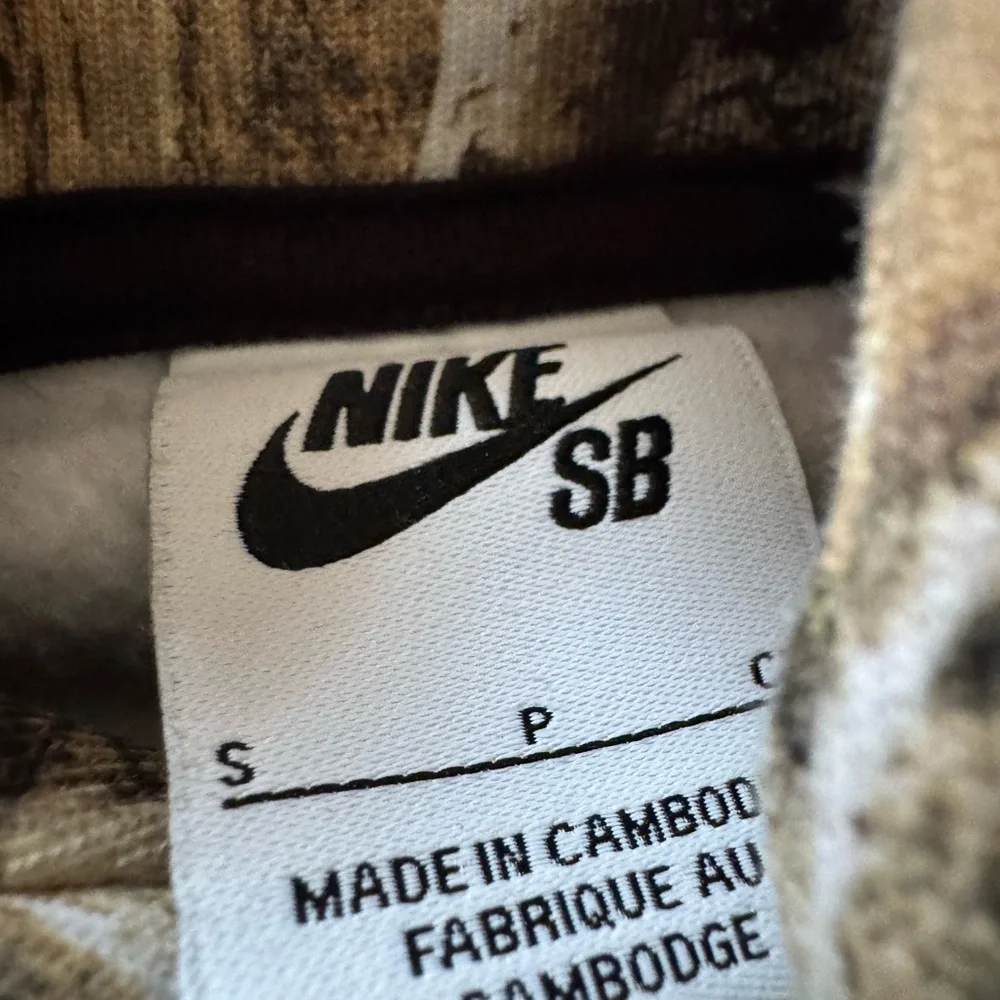 NIKE
SB
S P C
MADE IN CAMBOD
FABRIQUE AU
CAMBODGE